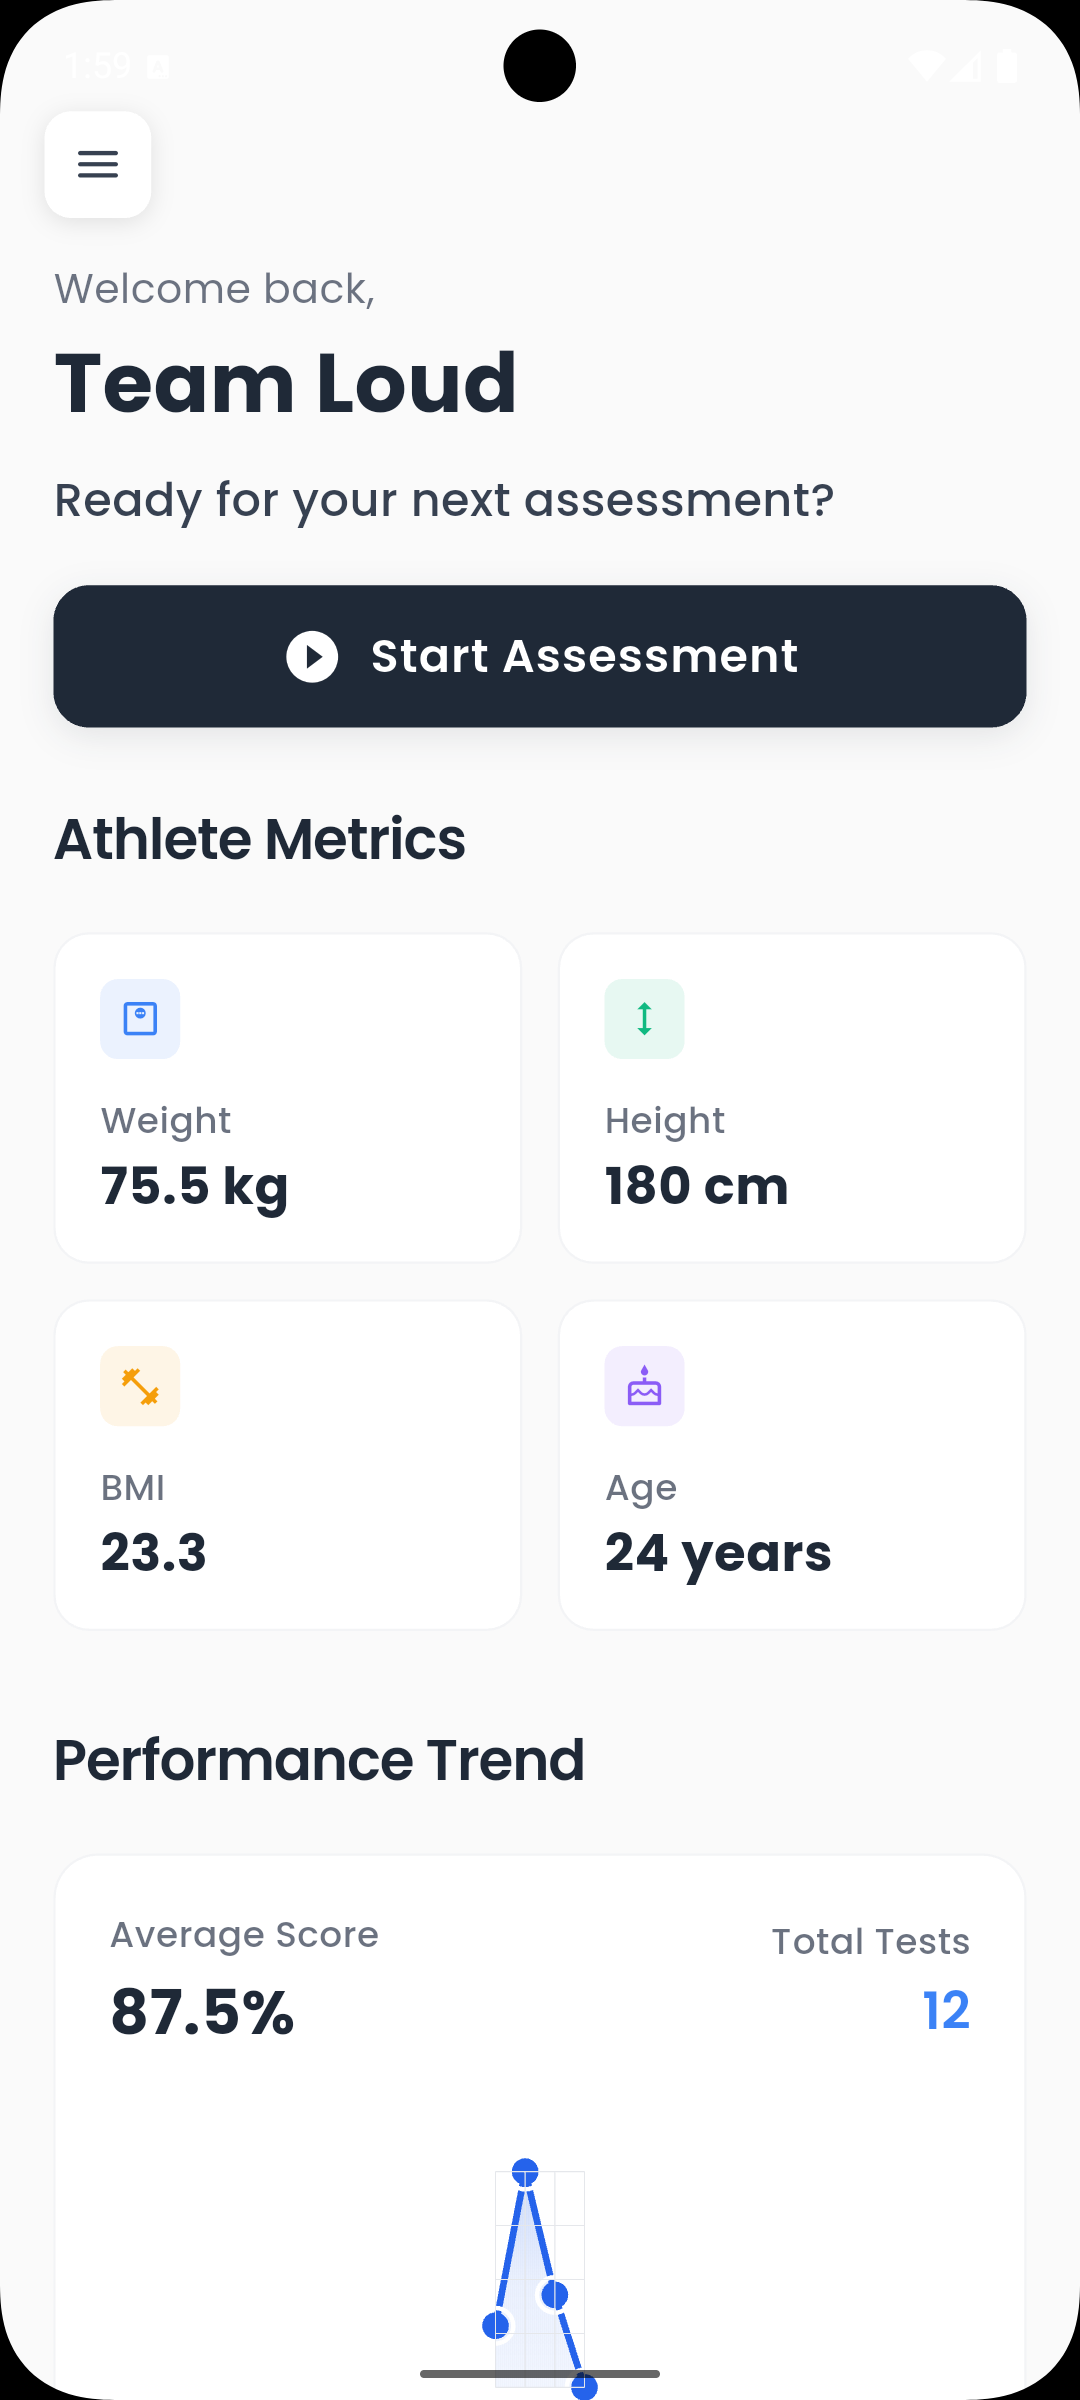 1:59
Welcome back,
Team Loud
Ready for your next assessment?
Start Assessment
Athlete Metrics
Weight
75.5 kg
Height
180 cm
BMI
23.3
Age
24 years
Performance Trend
Average Score
87.5%
Total Tests
12